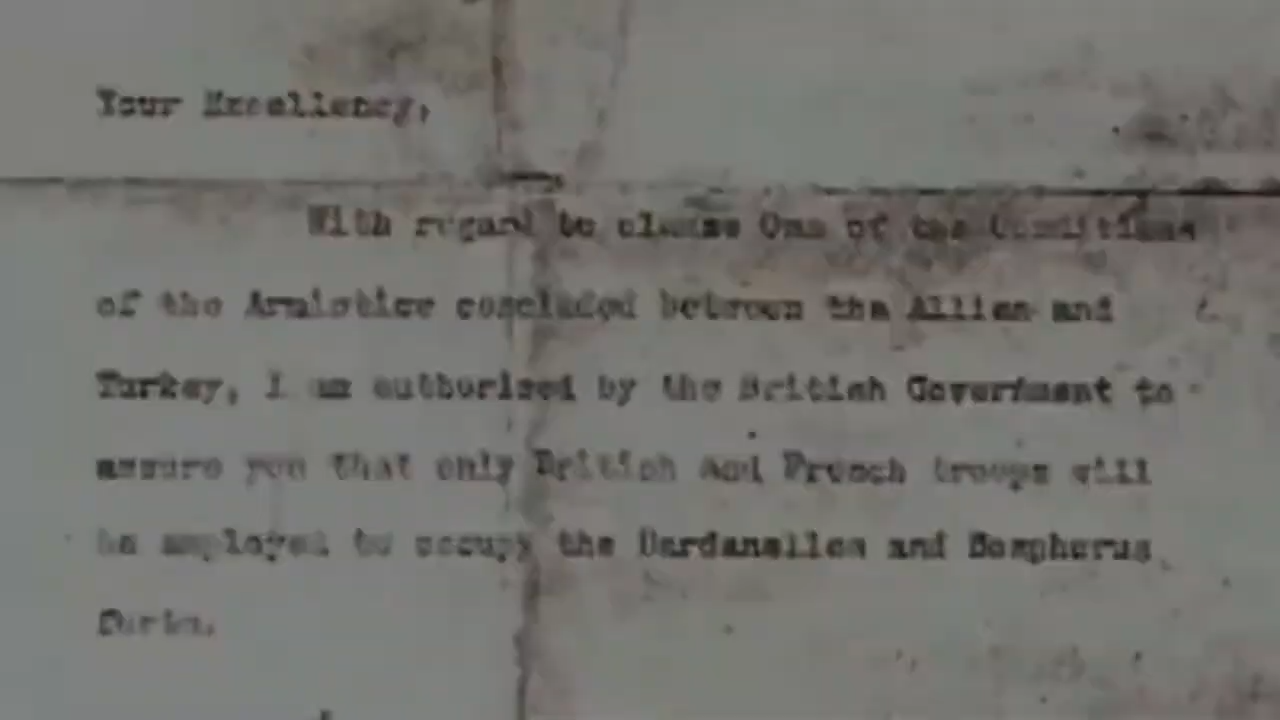 Your Excellency,
With regard to clause One of the Conditions
of the Armistice concluded between the Allies and
Turkey, I am authorised by the British Government to
assure you that only British and French troops will
be employed to occupy the Dardanelles and Bosphorus